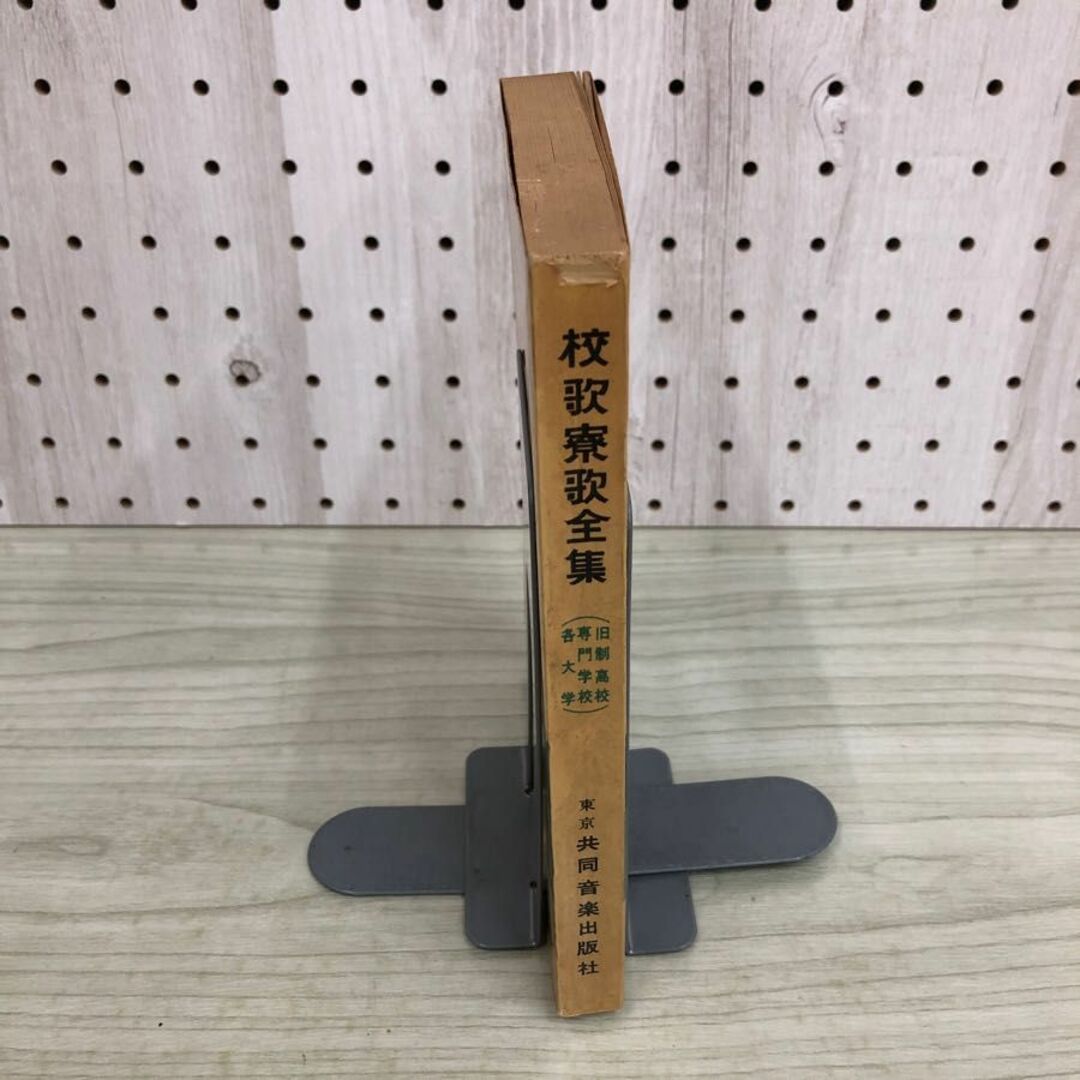 校歌寮歌全集
(旧制高校
専門学校
各大学)
東京 共同音楽出版社